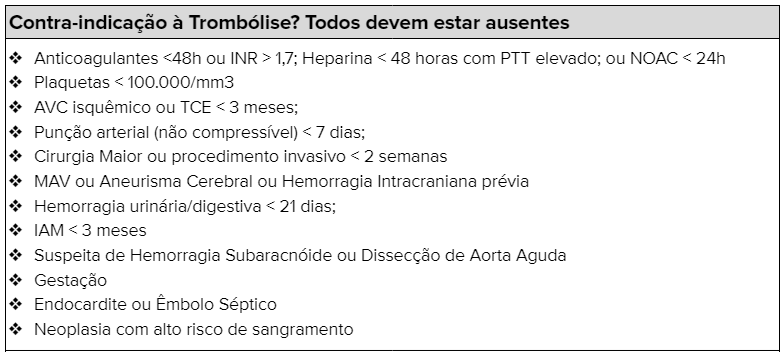 Contra-indicação à Trombólise? Todos devem estar ausentes
❖ Anticoagulantes <48h ou INR > 1,7; Heparina < 48 horas com PTT elevado; ou NOAC < 24h
❖ Plaquetas < 100.000/mm3
❖ AVC isquêmico ou TCE < 3 meses;
❖ Punção arterial (não compressível) < 7 dias;
❖ Cirurgia Maior ou procedimento invasivo < 2 semanas
❖ MAV ou Aneurisma Cerebral ou Hemorragia Intracraniana prévia
❖ Hemorragia urinária/digestiva < 21 dias;
❖ IAM < 3 meses
❖ Suspeita de Hemorragia Subaracnóide ou Dissecção de Aorta Aguda
❖ Gestação
❖ Endocardite ou Êmbolo Séptico
❖ Neoplasia com alto risco de sangramento